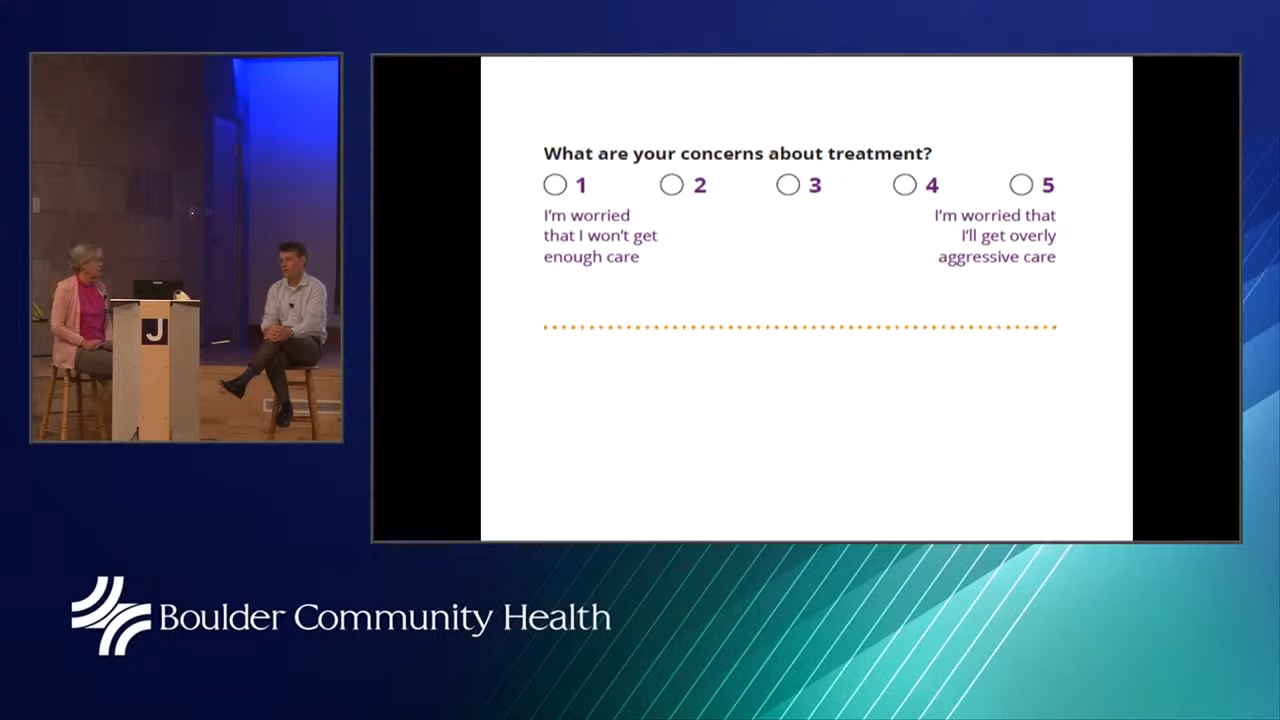 What are your concerns about treatment?
1 2 3 4 5
I'm worried
that I won't get
enough care
I'm worried that
I'll get overly
aggressive care
J
Boulder Community Health